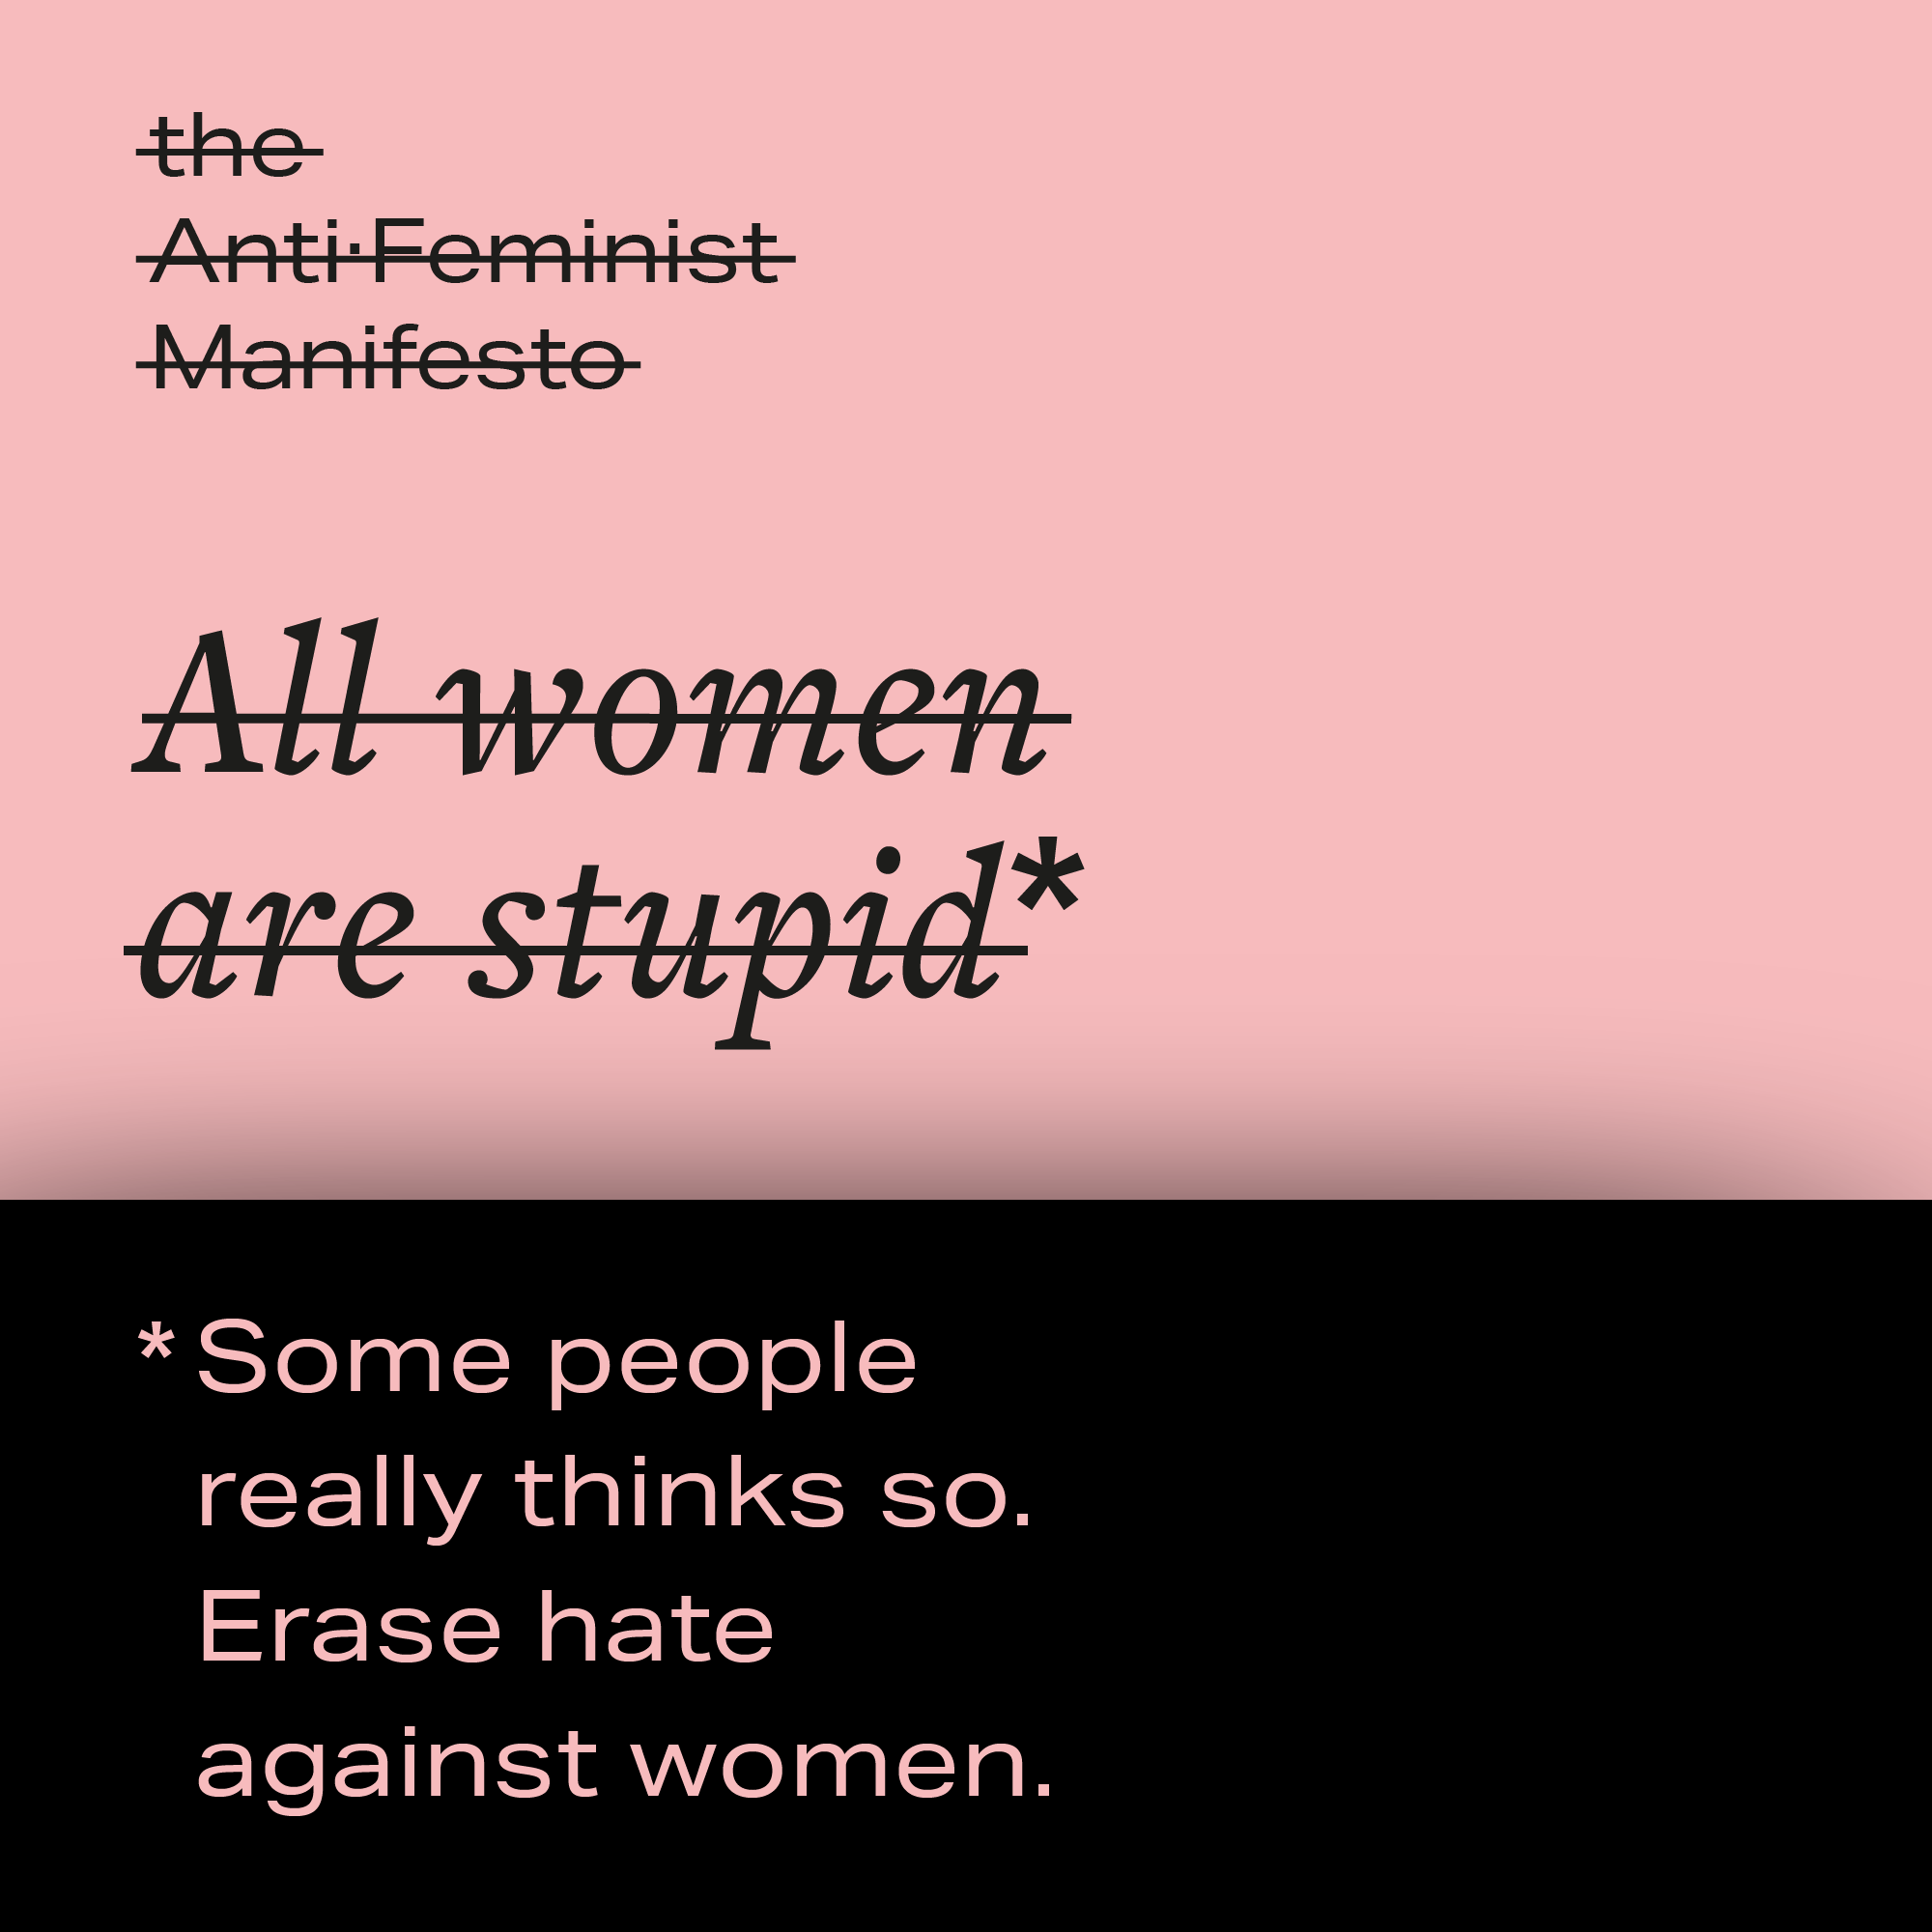 the
Anti·Feminist
Manifesto
All women
are stupid*
*Some people
really thinks so.
Erase hate
against women.